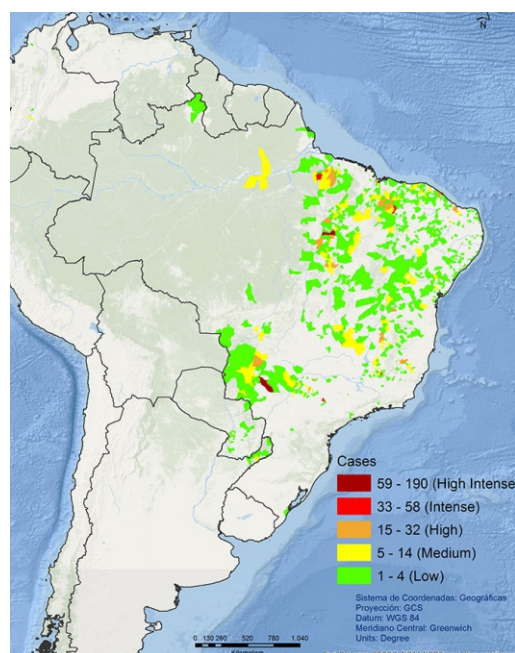 N
Cases
59 - 190 (High Intense
33 - 58 (Intense)
15 - 32 (High)
5 - 14 (Medium)
1 - 4 (Low)
Sistema de Coordenadas: Geográficas
Proyección: GCS
Datum: WGS 84
Meridiano Central: Greenwich
Units: Degree
0 130 260 520 780 1.040